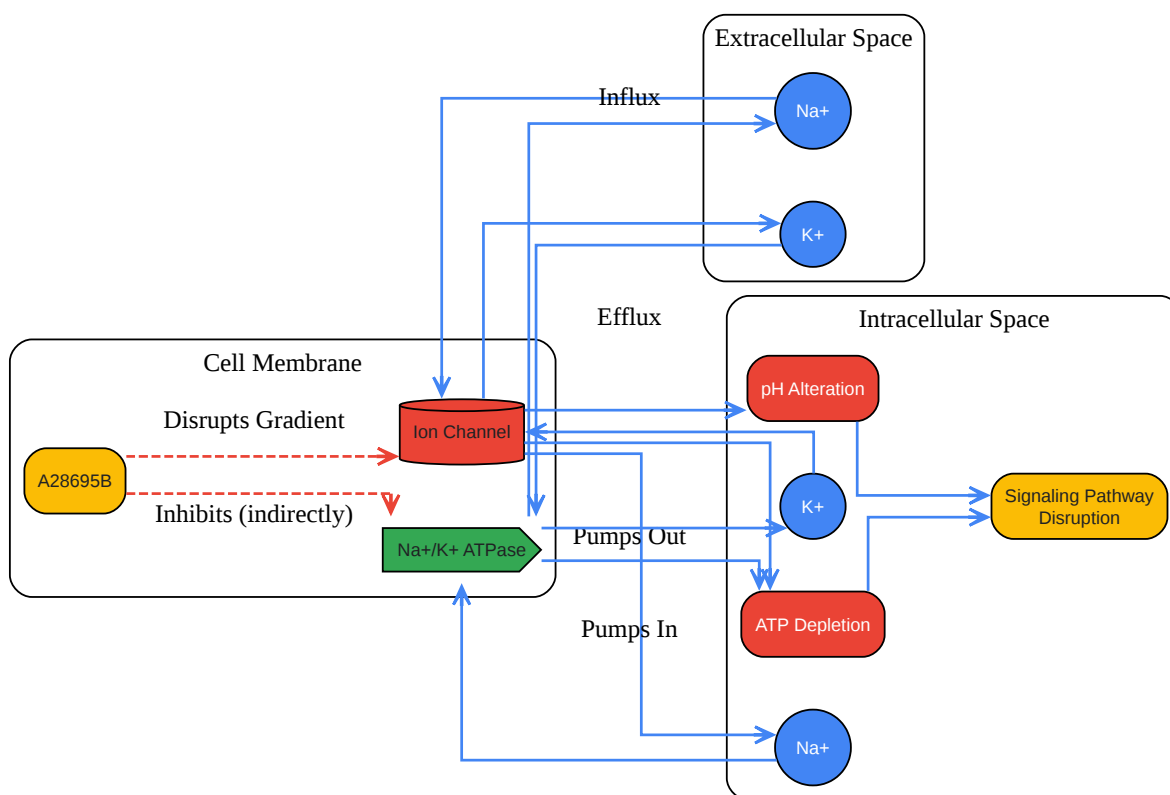 Extracellular Space
Influx
Na+
K+
Efflux
Intracellular Space
Cell Membrane
pH Alteration
Disrupts Gradient
Ion Channel
A28695B
Inhibits (indirectly)
K+
Signaling Pathway
Disruption
Na+/K+ ATPase
Pumps Out
ATP Depletion
Pumps In
Na+